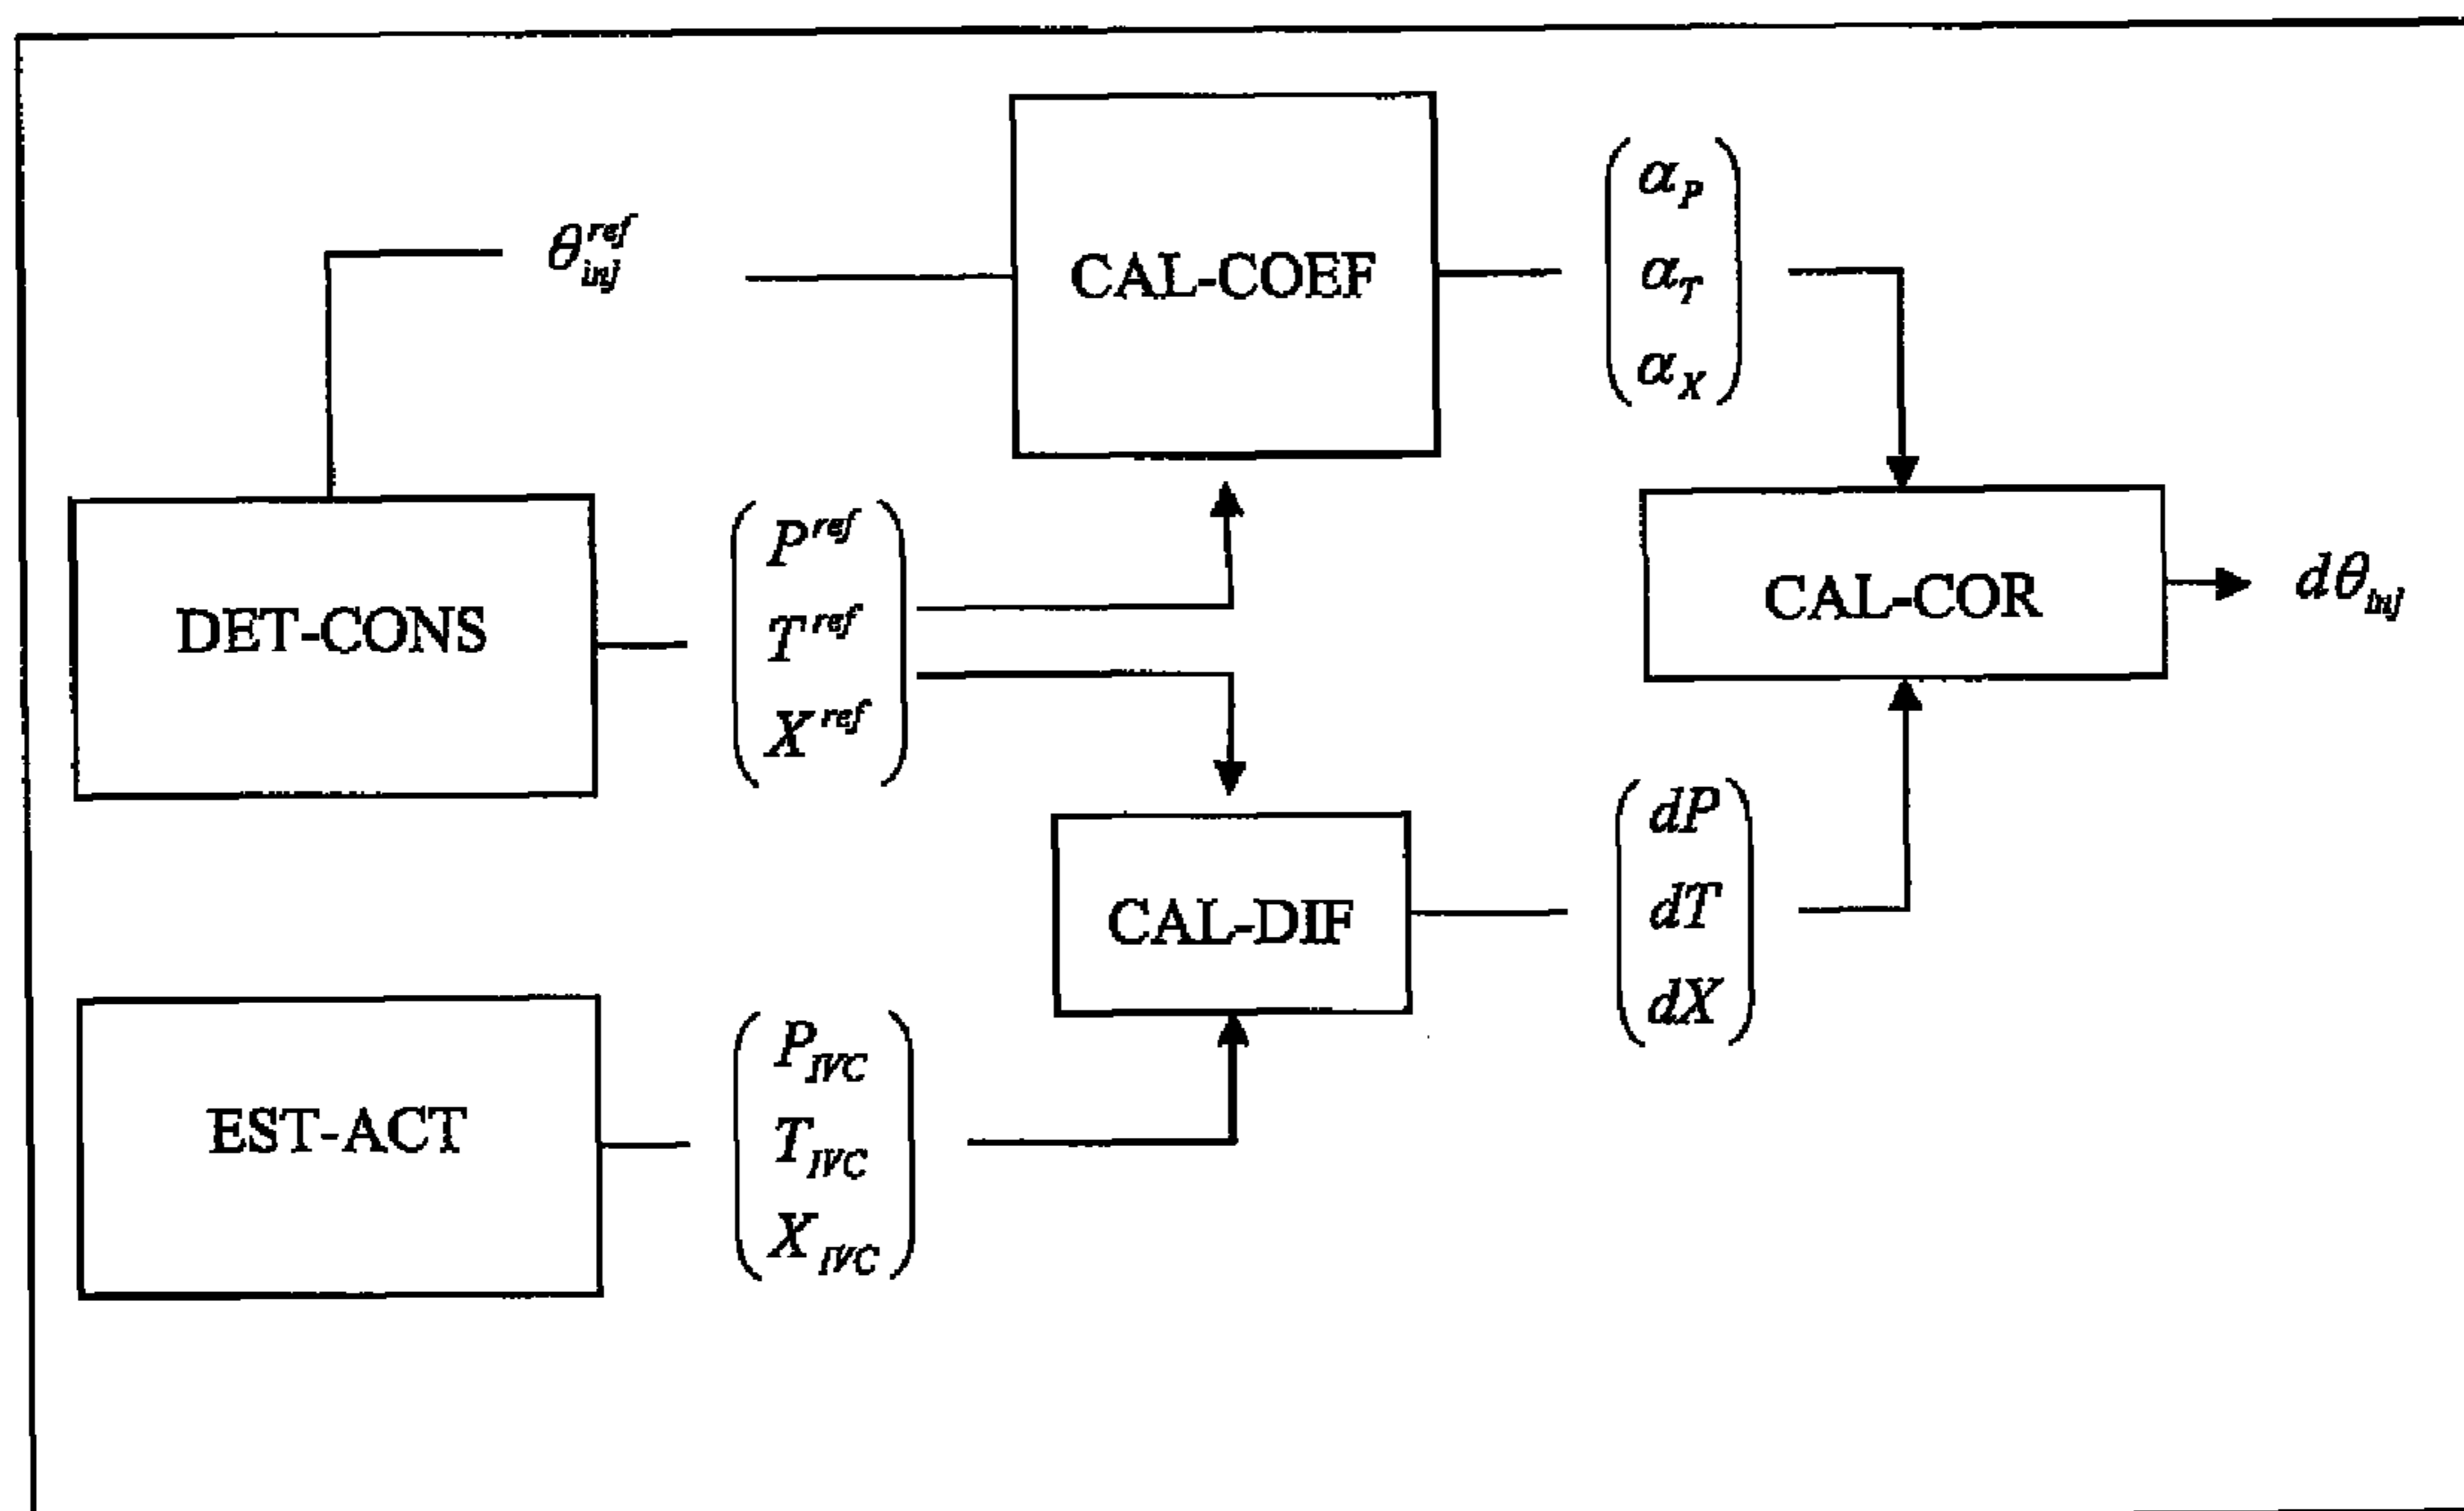 θ_inj^ref
CAL-COEF
α_P
α_T
α_X
DET-CONS
P^ref
T^ref
X^ref
CAL-COR
dθ_inj
CAL-DIF
dP
dT
dX
EST-ACT
P_IVC
T_IVC
X_IVC